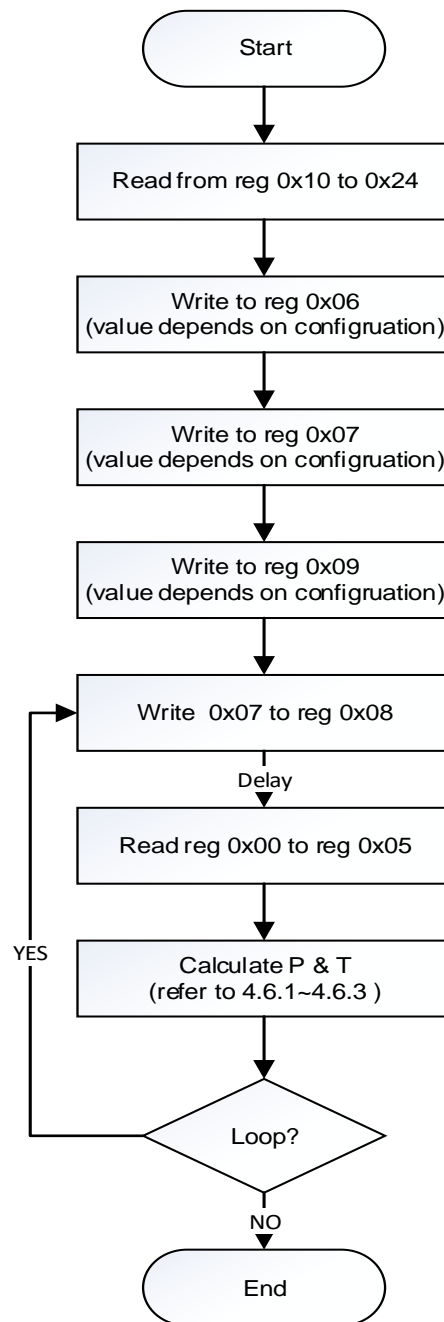 Start
Read from reg 0x10 to 0x24
Write to reg 0x06
(value depends on configruation)
Write to reg 0x07
(value depends on configruation)
Write to reg 0x09
(value depends on configruation)
Write 0x07 to reg 0x08
Delay
Read reg 0x00 to reg 0x05
YES
Calculate P & T
(refer to 4.6.1~4.6.3 )
Loop?
NO
End